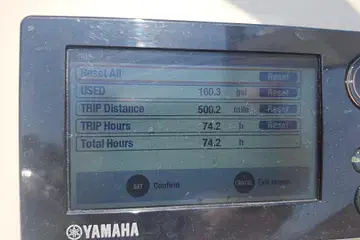 Reset All Reset
USED 160.3 gal Reset
TRIP Distance 500.2 mile Reset
TRIP Hours 74.2 h Reset
Total Hours 74.2 h
SET Confirm CANCEL Exit screen
YAMAHA